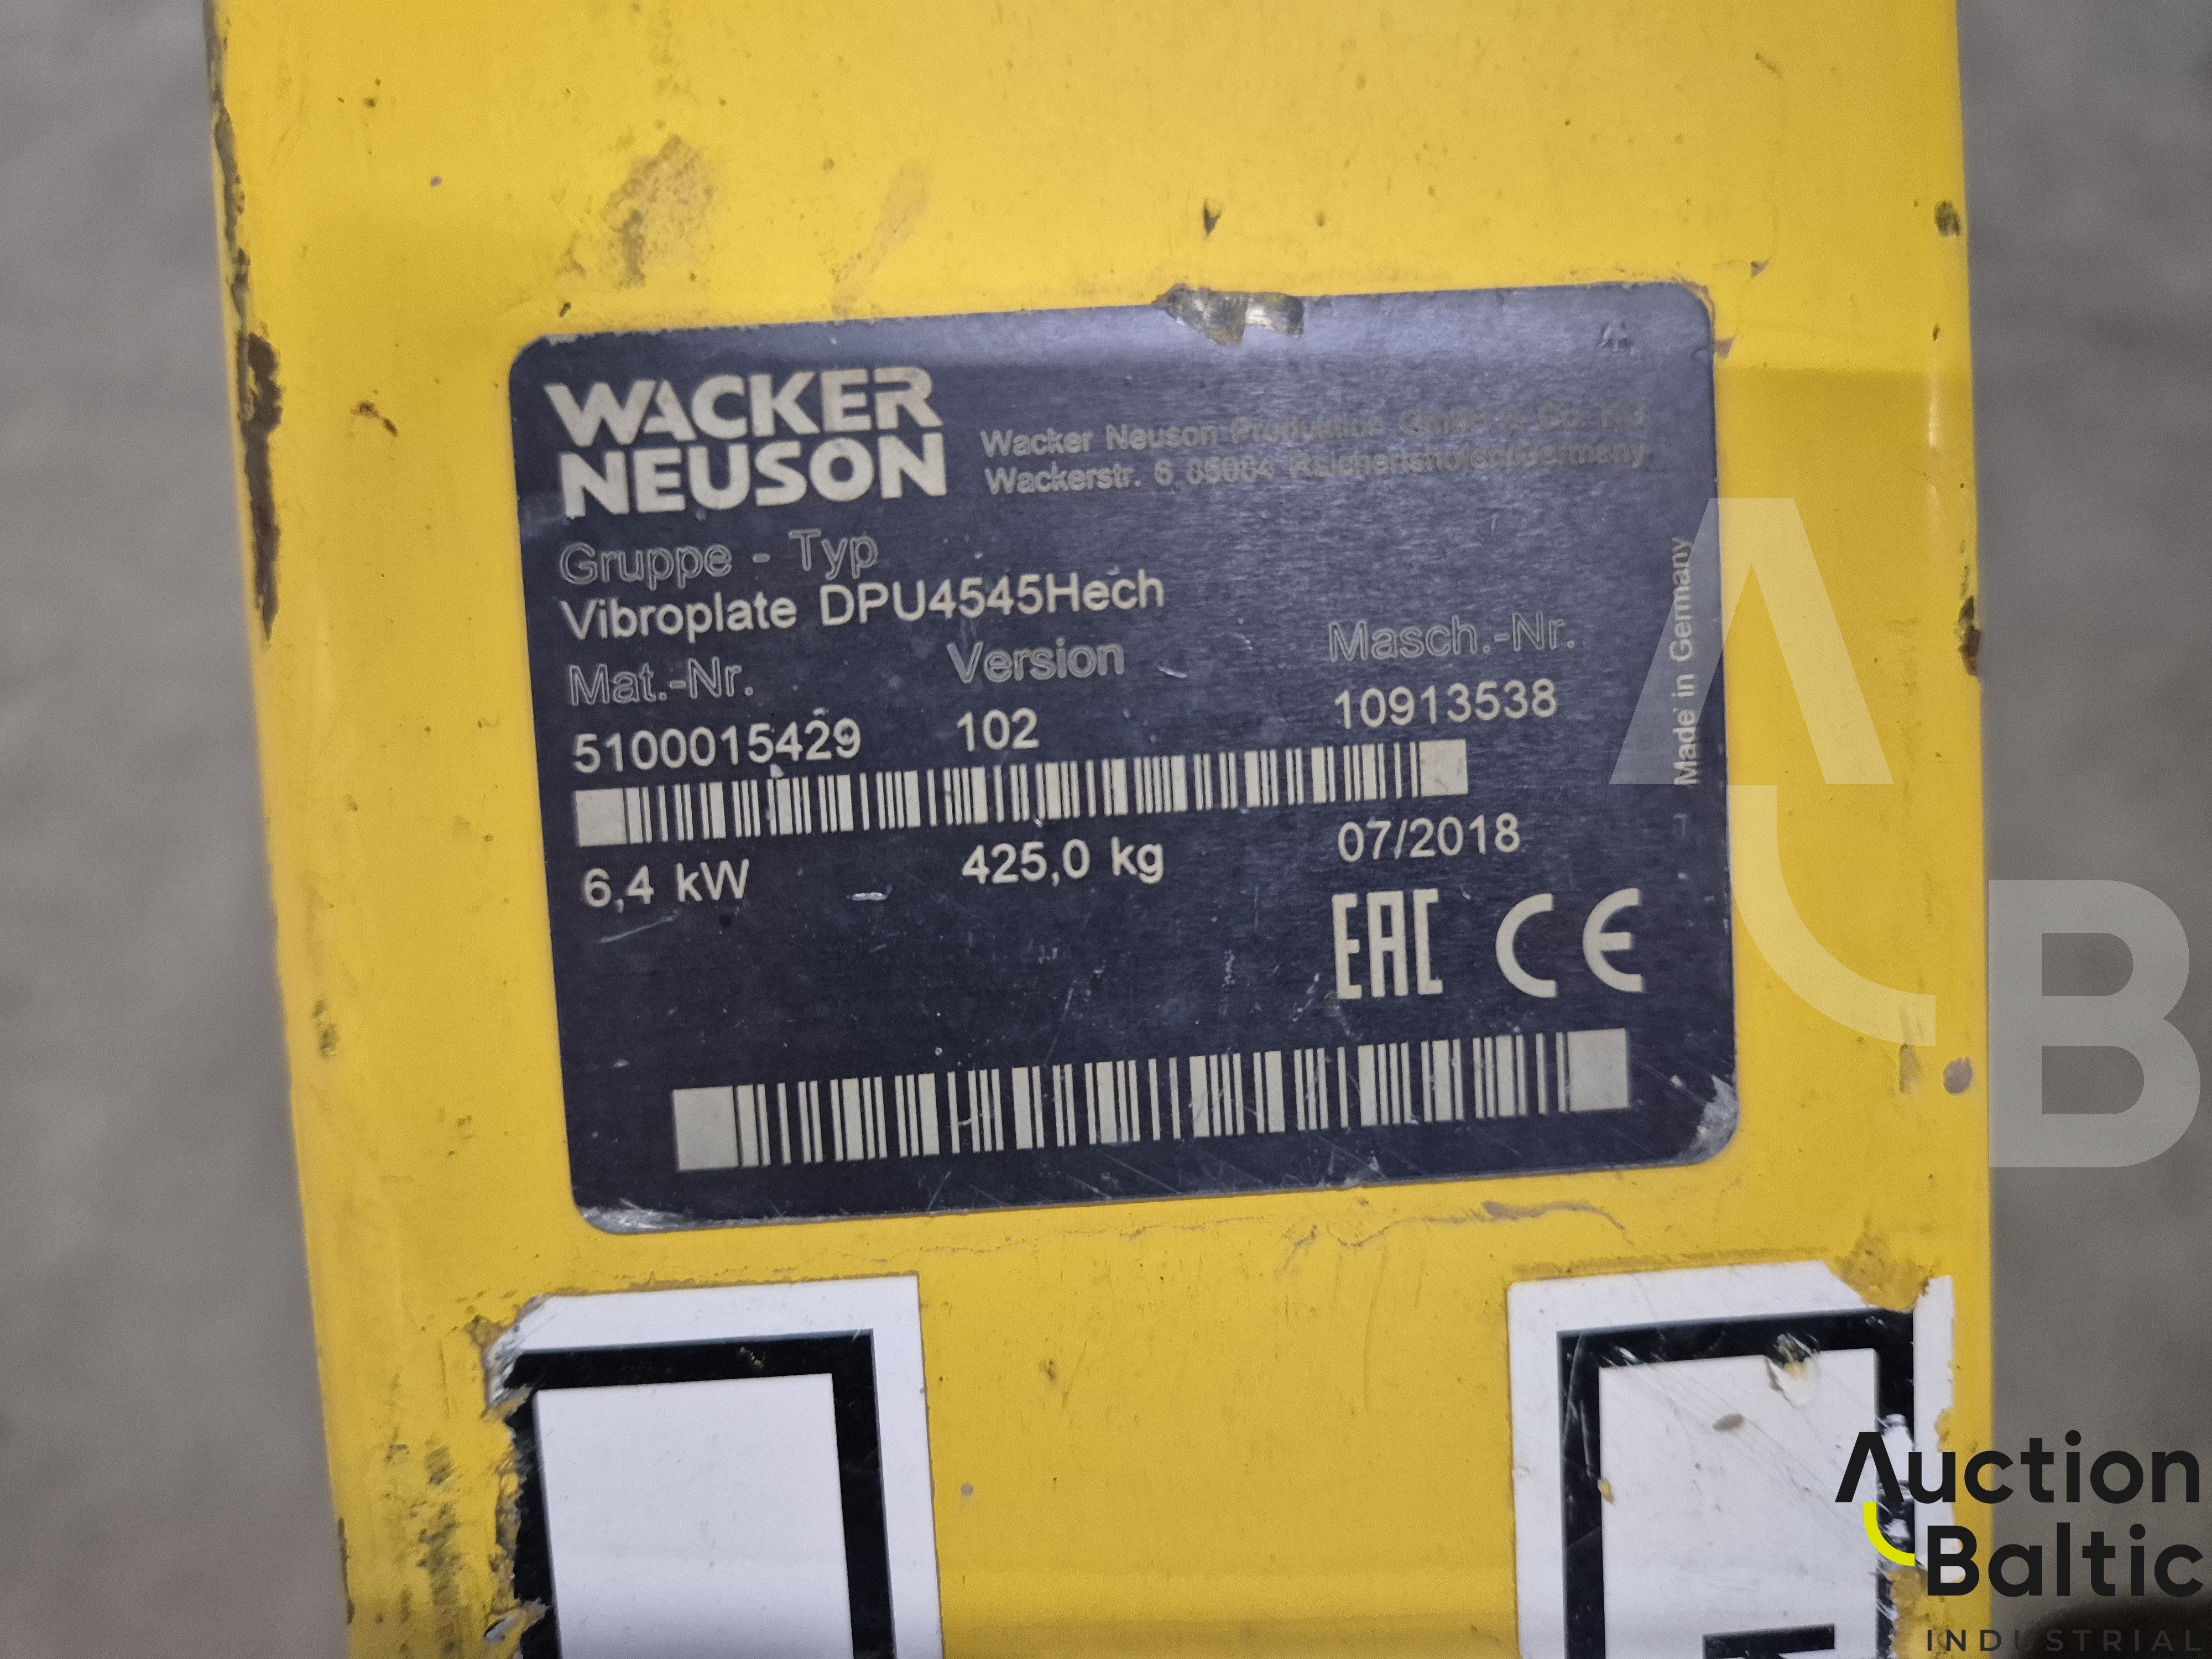 WACKER
NEUSON
Wacker Neuson Produktion GmbH & Co. KG
Wackerstr. 6 85084 Reichertshofen/Germany
Gruppe - Typ
Vibroplate DPU4545Hech
Mat.-Nr. Version Masch.-Nr.
5100015429 102 10913538
6,4 kW 425,0 kg 07/2018
EAC CE
Made in Germany
AB
Auction
Baltic
INDUSTRIAL